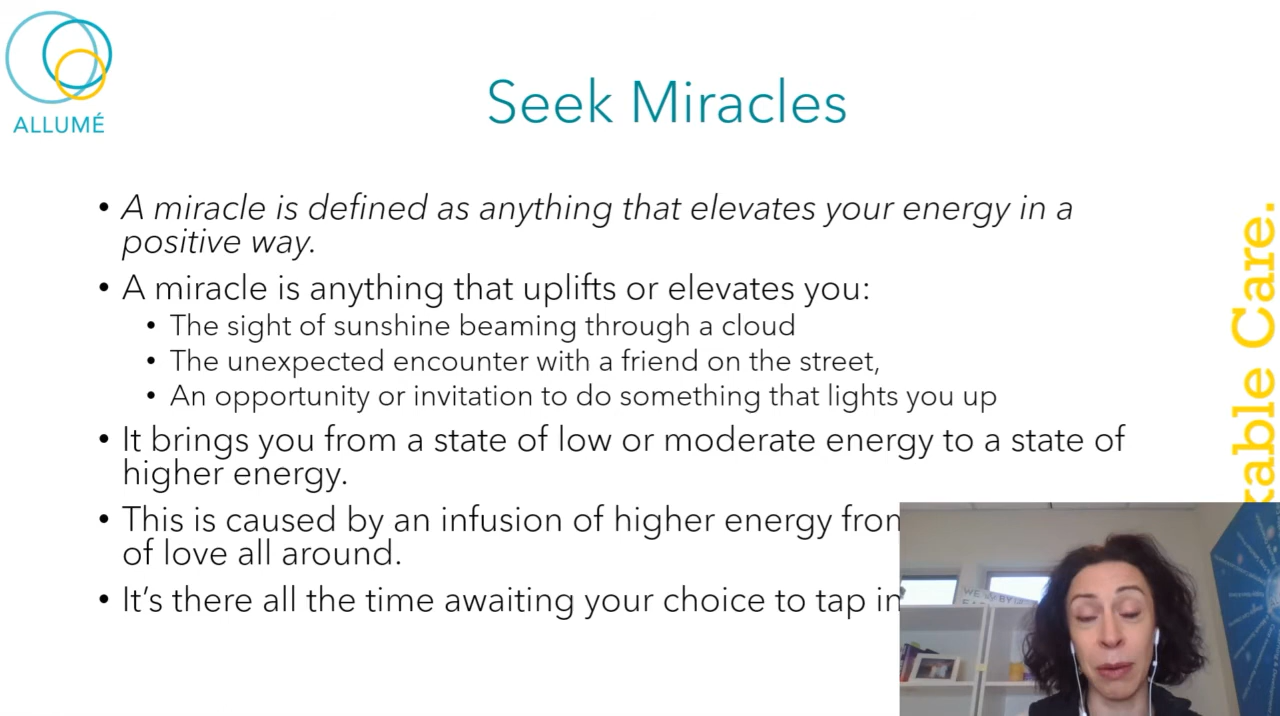 ALLUMÉ
Seek Miracles
• A miracle is defined as anything that elevates your energy in a
positive way.
• A miracle is anything that uplifts or elevates you:
• The sight of sunshine beaming through a cloud
• The unexpected encounter with a friend on the street,
• An opportunity or invitation to do something that lights you up
• It brings you from a state of low or moderate energy to a state of
higher energy.
• This is caused by an infusion of higher energy from
of love all around.
• It’s there all the time awaiting your choice to tap in
kable Care.
WE BY